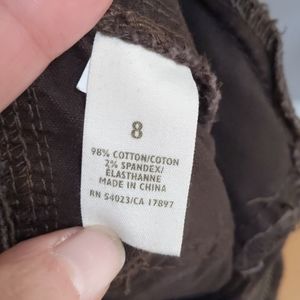 8
98% COTTON/COTON
2% SPANDEX/
ÉLASTHANNE
MADE IN CHINA
RN 54023/CA 17897